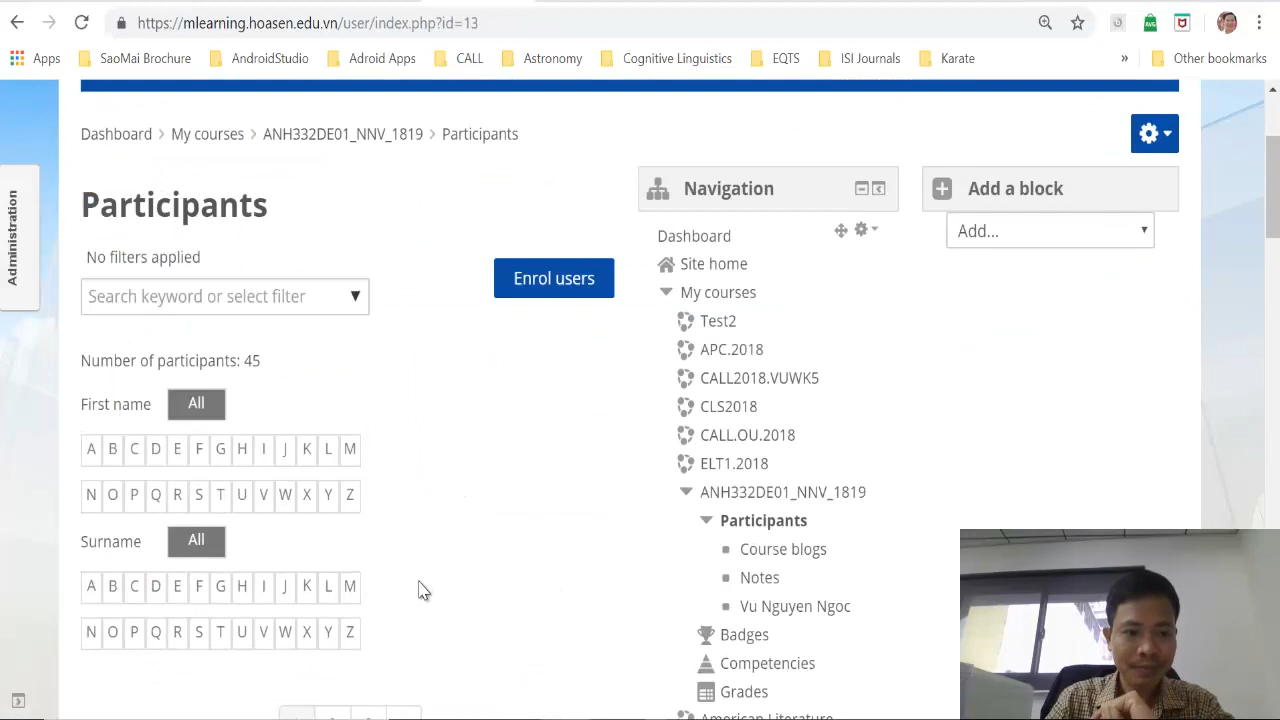 https://mlearning.hoasen.edu.vn/user/index.php?id=13
Apps SaoMai Brochure AndroidStudio Adroid Apps CALL Astronomy Cognitive Linguistics EQTS ISI Journals Karate » Other bookmarks
Dashboard > My courses > ANH332DE01_NNV_1819 > Participants
Administration
Participants
No filters applied
Search keyword or select filter ▼
Enrol users
Number of participants: 45
First name All
A B C D E F G H I J K L M
N O P Q R S T U V W X Y Z
Surname All
A B C D E F G H I J K L M
N O P Q R S T U V W X Y Z
Navigation
Dashboard
Site home
My courses
Test2
APC.2018
CALL2018.VUWK5
CLS2018
CALL.OU.2018
ELT1.2018
ANH332DE01_NNV_1819
Participants
Course blogs
Notes
Vu Nguyen Ngoc
Badges
Competencies
Grades
American Literature
Add a block
Add...